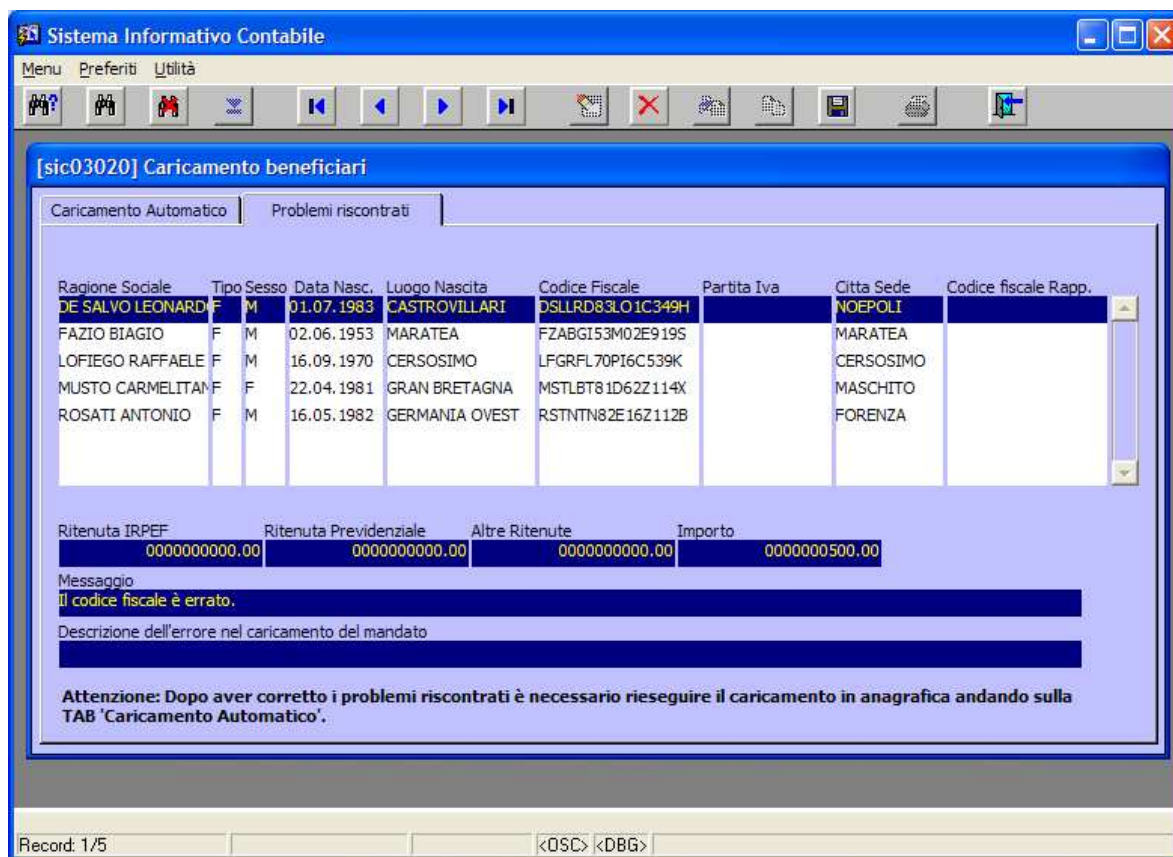 Sistema Informativo Contabile
Menu Preferiti Utilità
[sic03020] Caricamento beneficiari
Caricamento Automatico Problemi riscontrati
Ragione Sociale Tipo Sesso Data Nasc. Luogo Nascita Codice Fiscale Partita Iva Citta Sede Codice fiscale Rapp.
DE SALVO LEONARDO F M 01.07.1983 CASTROVILLARI DSLLRD83LO1C349H NOEPOLI
FAZIO BIAGIO F M 02.06.1953 MARATEA FZABGI53M02E919S MARATEA
LOFIEGO RAFFAELE F M 16.09.1970 CERSOSIMO LFGRFL70PI6C539K CERSOSIMO
MUSTO CARMELITAN F F 22.04.1981 GRAN BRETAGNA MSTLBT81D62Z114X MASCHITO
ROSATI ANTONIO F M 16.05.1982 GERMANIA OVEST RSTNTN82E16Z112B FORENZA
Ritenuta IRPEF Ritenuta Previdenziale Altre Ritenute Importo
0000000000.00 0000000000.00 0000000000.00 0000000500.00
Messaggio
Il codice fiscale è errato.
Descrizione dell'errore nel caricamento del mandato
Attenzione: Dopo aver corretto i problemi riscontrati è necessario rieseguire il caricamento in anagrafica andando sulla
TAB 'Caricamento Automatico'.
Record: 1/5 <OSC> <DBG>